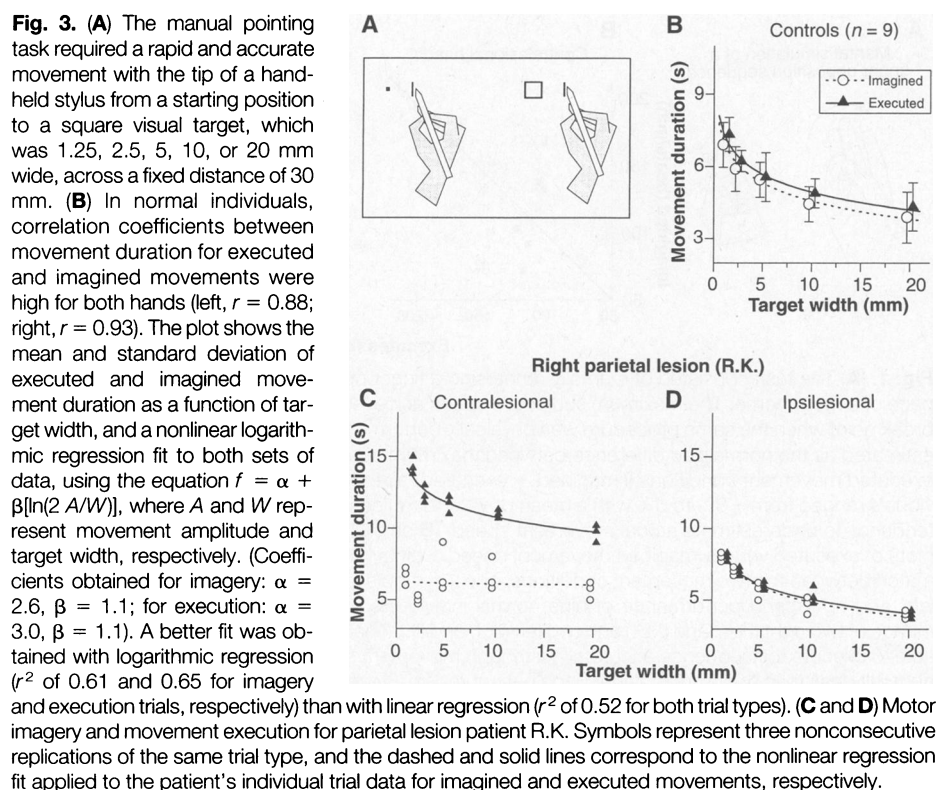 Fig. 3. (A) The manual pointing
task required a rapid and accurate
movement with the tip of a hand-
held stylus from a starting position
to a square visual target, which
was 1.25, 2.5, 5, 10, or 20 mm
wide, across a fixed distance of 30
mm. (B) In normal individuals,
correlation coefficients between
movement duration for executed
and imagined movements were
high for both hands (left, r = 0.88;
right, r = 0.93). The plot shows the
mean and standard deviation of
executed and imagined move-
ment duration as a function of tar-
get width, and a nonlinear logarith-
mic regression fit to both sets of
data, using the equation f = α +
β[ln(2 A/W)], where A and W rep-
resent movement amplitude and
target width, respectively. (Coeffi-
cients obtained for imagery: α =
2.6, β = 1.1; for execution: α =
3.0, β = 1.1). A better fit was ob-
tained with logarithmic regression
(r² of 0.61 and 0.65 for imagery
and execution trials, respectively) than with linear regression (r² of 0.52 for both trial types). (C and D) Motor
imagery and movement execution for parietal lesion patient R.K. Symbols represent three nonconsecutive
replications of the same trial type, and the dashed and solid lines correspond to the nonlinear regression
fit applied to the patient's individual trial data for imagined and executed movements, respectively.
A
B
Controls (n = 9)
Imagined
Executed
Movement duration (s)
9
6
3
0 5 10 15 20
Target width (mm)
Right parietal lesion (R.K.)
C
Contralesional
D
Ipsilesional
Movement duration (s)
15
10
5
0 5 10 15 20
15
10
5
0 5 10 15 20
Target width (mm)